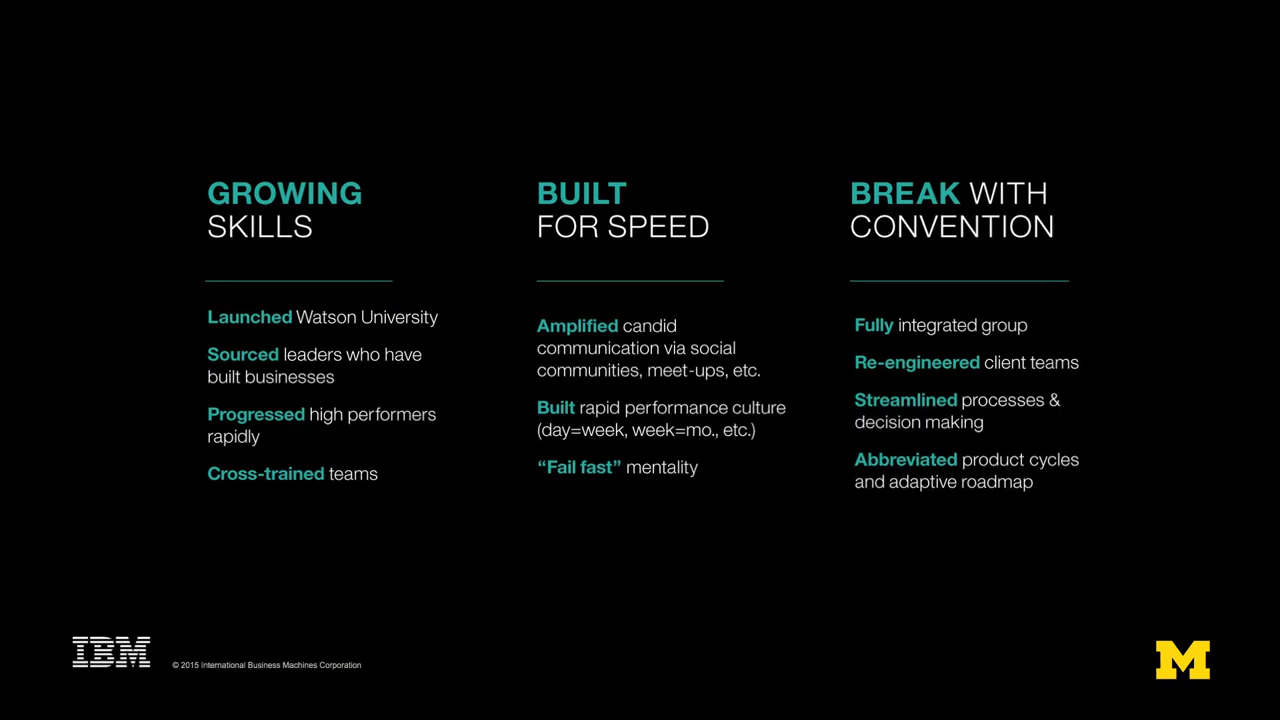 GROWING
SKILLS
Launched Watson University
Sourced leaders who have
built businesses
Progressed high performers
rapidly
Cross-trained teams
BUILT
FOR SPEED
Amplified candid
communication via social
communities, meet-ups, etc.
Built rapid performance culture
(day=week, week=mo., etc.)
“Fail fast” mentality
BREAK WITH
CONVENTION
Fully integrated group
Re-engineered client teams
Streamlined processes &
decision making
Abbreviated product cycles
and adaptive roadmap
IBM
© 2015 International Business Machines Corporation
M